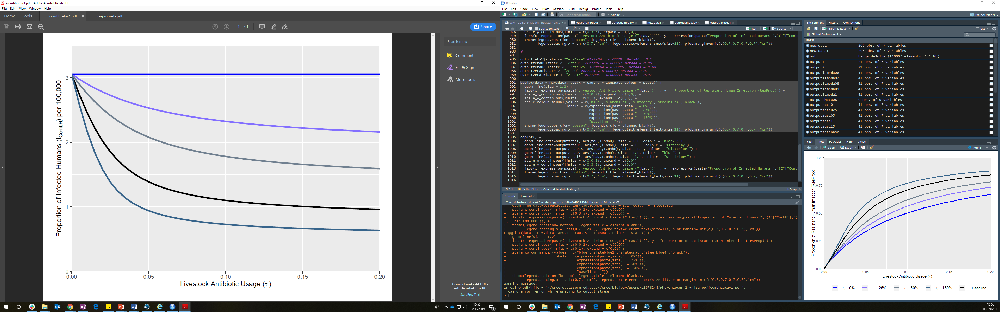 icombhzetav1.pdf - Adobe Acrobat Reader DC
File Edit View Window Help
Home Tools icombhzetav1.pdf × respropzeta.pdf
1 / 1
Share
Proportion of Infected Humans (ICombH) per 100,000
3
2
1
0
0.00 0.05 0.10 0.15 0.20
Livestock Antibiotic Usage (τ)
Search tools
Comment
Fill & Sign
More Tools
Convert and edit PDFs
with Acrobat Pro DC
Start Free Trial
15:55
03/09/2019
RStudio
File Edit Code View Plots Session Build Debug Profile Tools Help
Go to file/function Addins
Project: (None)
WM - Complex Model - Resistant an... outputlambda06 outputlambda07 new.data1 outputlambda09 outputlambda1
Source on Save Run Source
978 scale_y_continuous(limits = c(0,3.5), expand = c(0,0)) +
979 labs(x =expression(paste("Livestock Antibiotic Usage (",tau,")")), y = expression(paste("Proportion of Infected Humans ","(I"["Comb
980 theme(legend.position="bottom", legend.title = element_blank(),
981 legend.spacing.x = unit(0.7, 'cm'), legend.text=element_text(size=11), plot.margin=unit(c(0.7,0.7,0.7,0.7),"cm"))
982
983 #
984
985 outputzeta1$state <- "ZetaBase" #BetaHA = 0.00001; BetaAA = 0.1
986 outputzeta05$state <- "Zeta05" #BetaHA = 0.00001; BetaAA = 0.09
987 outputzeta025$state <- "Zeta025" #BetaHA = 0.00001; BetaAA = 0.08
988 outputzeta0$state <- "Zeta0" #BetaHA = 0.00001; BetaAA = 0.07
989 outputzeta15$state <- "Zeta15" #BetaHA = 0.00001; BetaAA = 0.07
990
991 ggplot(data = new.data, aes(x = tau, y = IResRat, colour = state)) +
992 geom_line(size = 1.2) +
993 labs(x =expression(paste("Livestock Antibiotic Usage (",tau,")")), y = "Proportion of Resistant Human Infection (ResProp)") +
994 scale_x_continuous(limits = c(0,0.2), expand = c(0,0)) +
995 scale_y_continuous(limits = c(0,1), expand = c(0,0)) +
996 scale_colour_manual(values = c("blue","slateblue1","slategray","steelblue4","black"),
997 labels = c(expression(paste(zeta," = 0%")),
998 expression(paste(zeta," = 25%")),
999 expression(paste(zeta," = 50%")),
1000 expression(paste(zeta," = 150%")),
1001 "Baseline "))+
1002 theme(legend.position="bottom", legend.title = element_blank(),
1003 legend.spacing.x = unit(0.7, 'cm'), legend.text=element_text(size=11), plot.margin=unit(c(0.7,0.7,0.7,0.7),"cm"))
1004
1005 ggplot() +
1006 geom_line(data=outputzeta1, aes(tau,ICombH), size = 1.1, colour = "black") +
1007 geom_line(data=outputzeta05, aes(tau,ICombH), size = 1.1, colour = "slategray") +
1008 geom_line(data=outputzeta025, aes(tau,ICombH), size = 1.1, colour = "slateblue1") +
1009 geom_line(data=outputzeta0, aes(tau,ICombH), size = 1.1, colour = "blue") +
1010 geom_line(data=outputzeta15, aes(tau,ICombH), size = 1.1, colour = "steelblue4") +
1011 scale_x_continuous(limits = c(0,0.2), expand = c(0,0)) +
1012 scale_y_continuous(limits = c(0,3.5), expand = c(0,0)) +
1013 labs(x =expression(paste("Livestock Antibiotic Usage (",tau,")")), y = expression(paste("Proportion of Infected Humans ","(I"["Comb
1014 theme(legend.position="bottom", legend.title = element_blank(),
1015 legend.spacing.x = unit(0.7, 'cm'), legend.text=element_text(size=11), plot.margin=unit(c(0.7,0.7,0.7,0.7),"cm"))
1016
991:1 Better Plots for Zeta and Lambda Testing R Script
Console Terminal
//csce.datastore.ed.ac.uk/csce/biology/users/s1678248/PhD/Mathematical Models/
+ geom_line(data=outputzeta15, aes(tau,ICombH), size = 1.1, colour = "steelblue4") +
+ scale_x_continuous(limits = c(0,0.2), expand = c(0,0)) +
+ scale_y_continuous(limits = c(0,3.5), expand = c(0,0)) +
+ labs(x =expression(paste("Livestock Antibiotic Usage (",tau,")")), y = expression(paste("Proportion of Infected Humans ","(I"["CombH"],")
", " per 100,000"))) +
+ theme(legend.position="bottom", legend.title = element_blank(),
+ legend.spacing.x = unit(0.7, 'cm'), legend.text=element_text(size=11), plot.margin=unit(c(0.7,0.7,0.7,0.7),"cm"))
> ggplot(data = new.data, aes(x = tau, y = IResRat, colour = state)) +
+ geom_line(size = 1.2) +
+ labs(x =expression(paste("Livestock Antibiotic Usage (",tau,")")), y = "Proportion of Resistant Human Infection (ResProp)") +
+ scale_x_continuous(limits = c(0,0.2), expand = c(0,0)) +
+ scale_y_continuous(limits = c(0,1), expand = c(0,0)) +
+ scale_colour_manual(values = c("blue","slateblue1","slategray","steelblue4","black"),
+ labels = c(expression(paste(zeta," = 0%")),
+ expression(paste(zeta," = 25%")),
+ expression(paste(zeta," = 50%")),
+ expression(paste(zeta," = 150%")),
+ "Baseline "))+
+ theme(legend.position="bottom", legend.title = element_blank(),
+ legend.spacing.x = unit(0.7, 'cm'), legend.text=element_text(size=11), plot.margin=unit(c(0.7,0.7,0.7,0.7),"cm"))
Warning message:
In cairo_pdf(file = "//csce.datastore.ed.ac.uk/csce/biology/users/s1678248/PhD/Chapter 2 Write Up/icombhzetav1.pdf", :
cairo error 'error while writing to output stream'
>
Environment History Connections
Import Dataset List
Global Environment
Data
new.data 205 obs. of 7 variables
new.data1 205 obs. of 7 variables
out Large deSolve (140007 elements, 1.1 Mb)
output1 21 obs. of 6 variables
output2 21 obs. of 6 variables
outputlambda06 41 obs. of 7 variables
outputlambda07 41 obs. of 7 variables
outputlambda08 41 obs. of 7 variables
outputlambda09 41 obs. of 7 variables
outputlambda1 41 obs. of 7 variables
outputtheta08 0 obs. of 0 variables
outputzeta0 41 obs. of 7 variables
outputzeta025 41 obs. of 7 variables
outputzeta05 41 obs. of 7 variables
outputzeta1 41 obs. of 7 variables
outputzeta15 41 obs. of 7 variables
outputzetabase 41 obs. of 6 variables
Files Plots Packages Help Viewer
Zoom Export Publish
Proportion of Resistant Human Infection (ResProp)
1.00
0.75
0.50
0.25
0.00
0.00 0.05 0.10 0.15 0.20
Livestock Antibiotic Usage (τ)
ζ = 0% ζ = 25% ζ = 50% ζ = 150% Baseline
15:55
03/09/2019